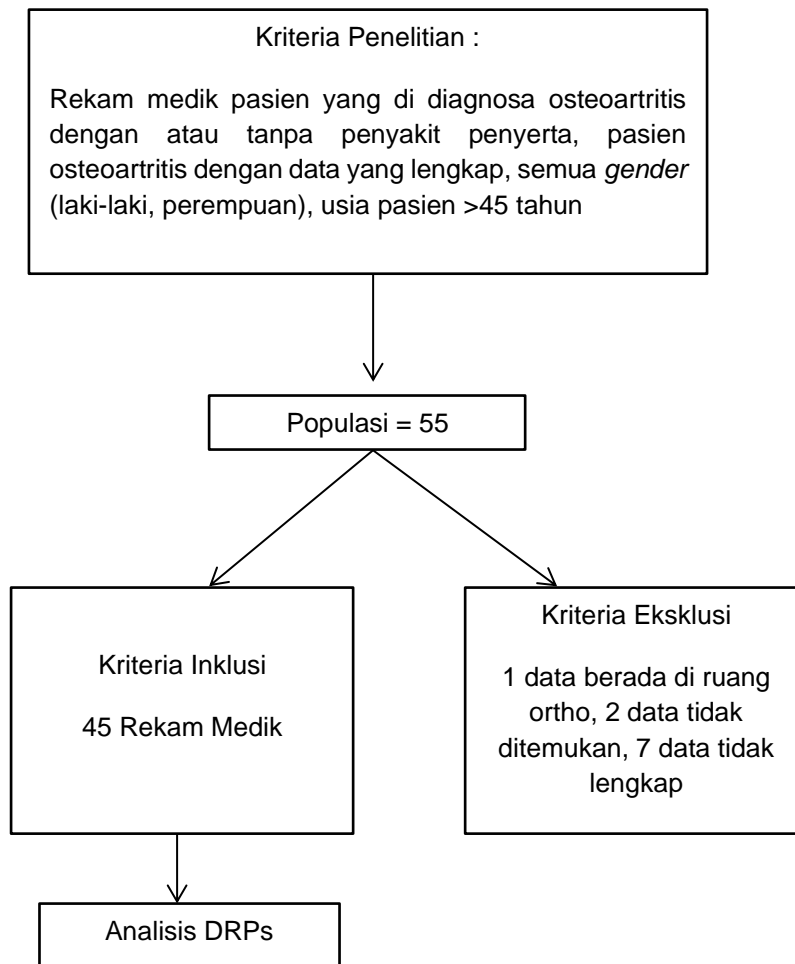 Kriteria Penelitian :
Rekam medik pasien yang di diagnosa osteoartritis
dengan atau tanpa penyakit penyerta, pasien
osteoartritis dengan data yang lengkap, semua gender
(laki-laki, perempuan), usia pasien >45 tahun
Populasi = 55
Kriteria Inklusi
45 Rekam Medik
Kriteria Eksklusi
1 data berada di ruang
ortho, 2 data tidak
ditemukan, 7 data tidak
lengkap
Analisis DRPs